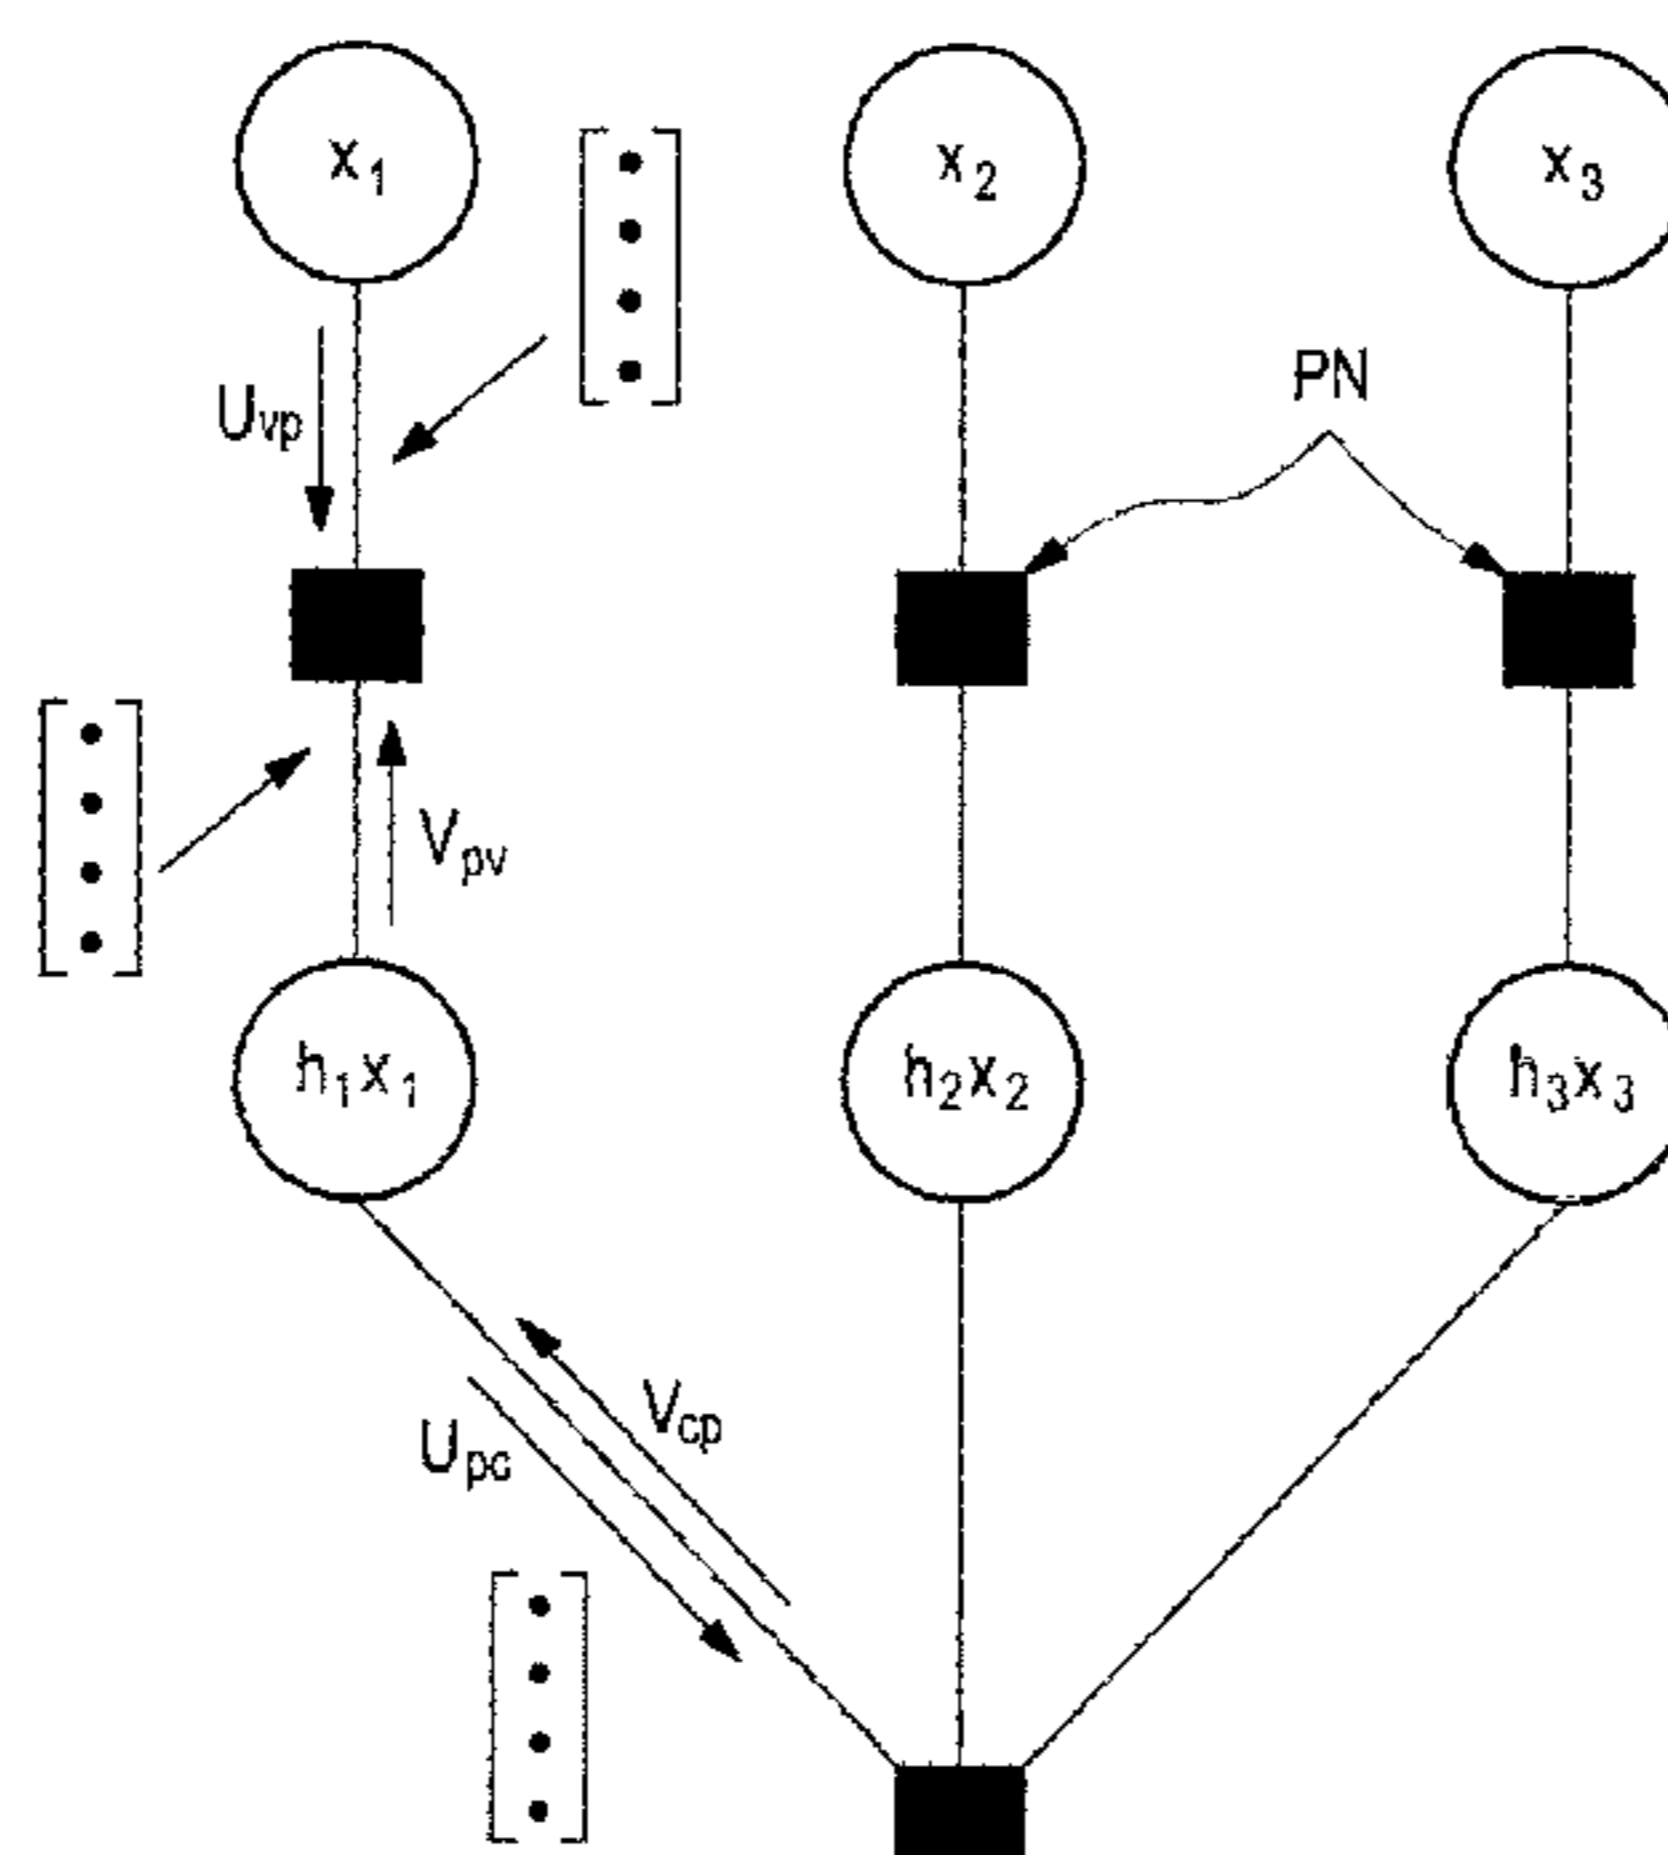 x₁ x₂ x₃
PN
Uvp
Vpv
h₁x₁ h₂x₂ h₃x₃
Vcp
Upc